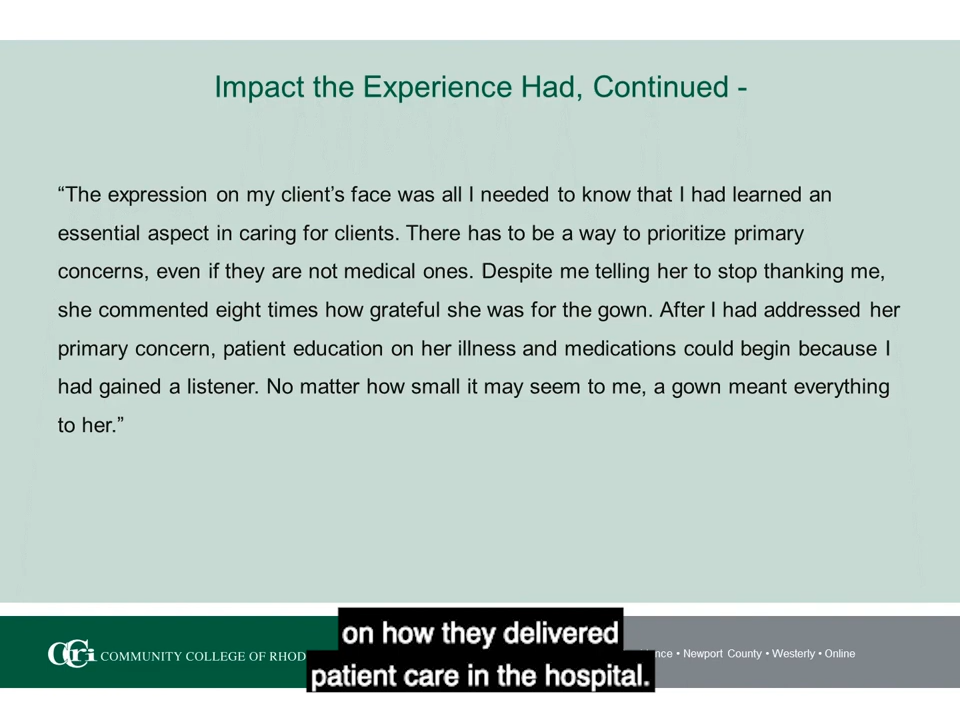 Impact the Experience Had, Continued -
“The expression on my client’s face was all I needed to know that I had learned an
essential aspect in caring for clients. There has to be a way to prioritize primary
concerns, even if they are not medical ones. Despite me telling her to stop thanking me,
she commented eight times how grateful she was for the gown. After I had addressed her
primary concern, patient education on her illness and medications could begin because I
had gained a listener. No matter how small it may seem to me, a gown meant everything
to her.”
CCRI COMMUNITY COLLEGE OF
• Newport County • Westerly • Online
on how they delivered
patient care in the hospital.